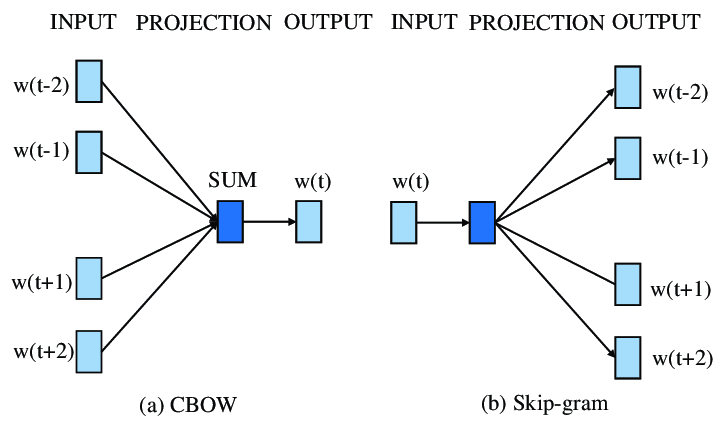 INPUT PROJECTION OUTPUT INPUT PROJECTION OUTPUT
w(t-2)
w(t-1)
SUM
w(t)
w(t+1)
w(t+2)
(a) CBOW
w(t-2)
w(t-1)
w(t)
w(t+1)
w(t+2)
(b) Skip-gram